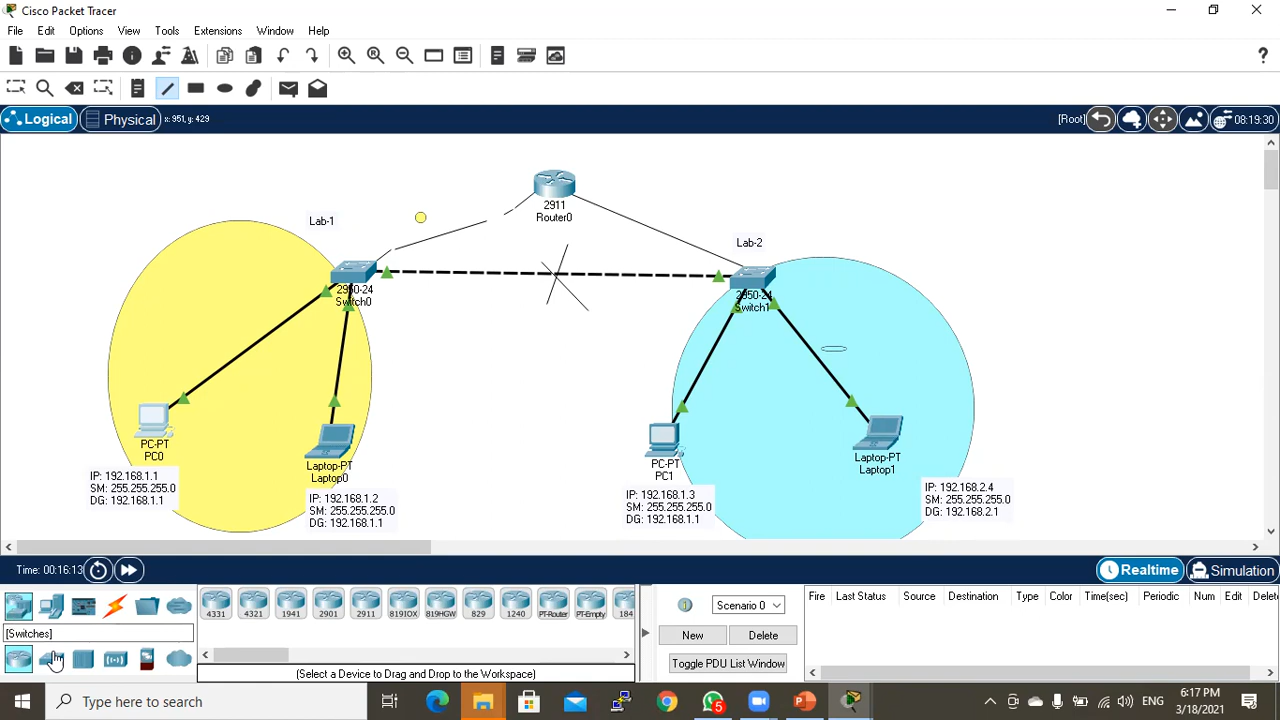 Cisco Packet Tracer
File Edit Options View Tools Extensions Window Help
?
Logical Physical x: 951, y: 429 [Root] 08:19:30
2911
Router0
Lab-1
Lab-2
2950-24
Switch0
2950-24
Switch1
PC-PT
PC0
Laptop-PT
Laptop0
PC-PT
PC1
Laptop-PT
Laptop1
IP: 192.168.1.1
SM: 255.255.255.0
DG: 192.168.1.1
IP: 192.168.1.2
SM: 255.255.255.0
DG: 192.168.1.1
IP: 192.168.1.3
SM: 255.255.255.0
DG: 192.168.1.1
IP: 192.168.2.4
SM: 255.255.255.0
DG: 192.168.2.1
Time: 00:16:13 Realtime Simulation
4331 4321 1941 2901 2911 819IOX 819HGW 829 1240 PT-Router PT-Empty 184
[Switches]
(Select a Device to Drag and Drop to the Workspace)
Scenario 0
New Delete
Toggle PDU List Window
Fire Last Status Source Destination Type Color Time(sec) Periodic Num Edit Delet
Type here to search
5
ENG
6:17 PM
3/18/2021